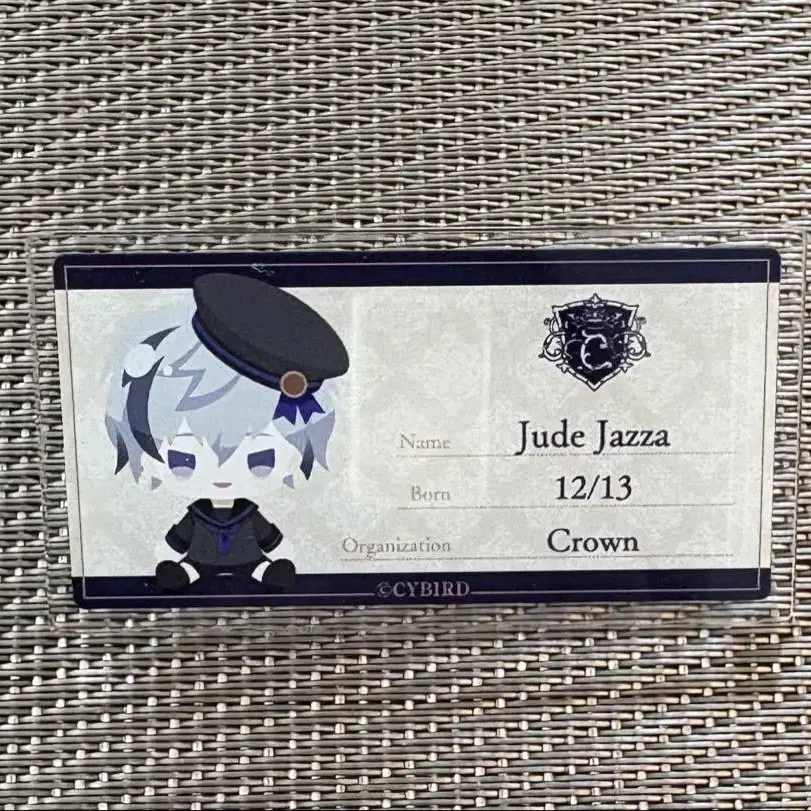 C
Name Jude Jazza
Born 12/13
Organization Crown
©CYBIRD